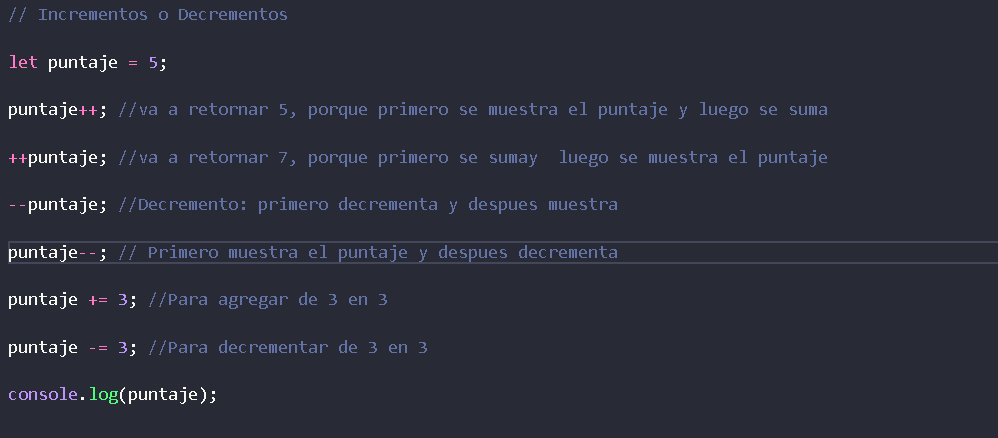 // Incrementos o Decrementos
let puntaje = 5;
puntaje++; //va a retornar 5, porque primero se muestra el puntaje y luego se suma
++puntaje; //va a retornar 7, porque primero se sumay  luego se muestra el puntaje
--puntaje; //Decremento: primero decrementa y despues muestra
puntaje--; // Primero muestra el puntaje y despues decrementa
puntaje += 3; //Para agregar de 3 en 3
puntaje -= 3; //Para decrementar de 3 en 3
console.log(puntaje);